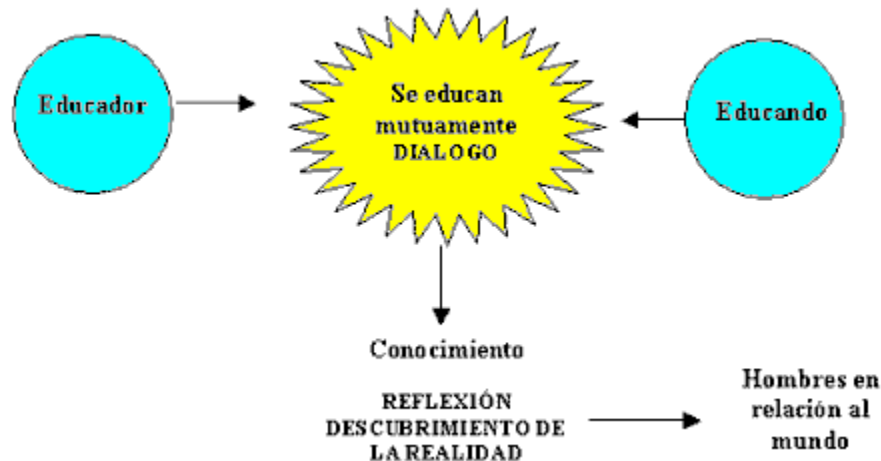 Educador
Se educan
mutuamente
DIALOGO
Educando
Conocimiento
REFLEXIÓN
DESCUBRIMIENTO DE
LA REALIDAD
Hombres en
relación al
mundo